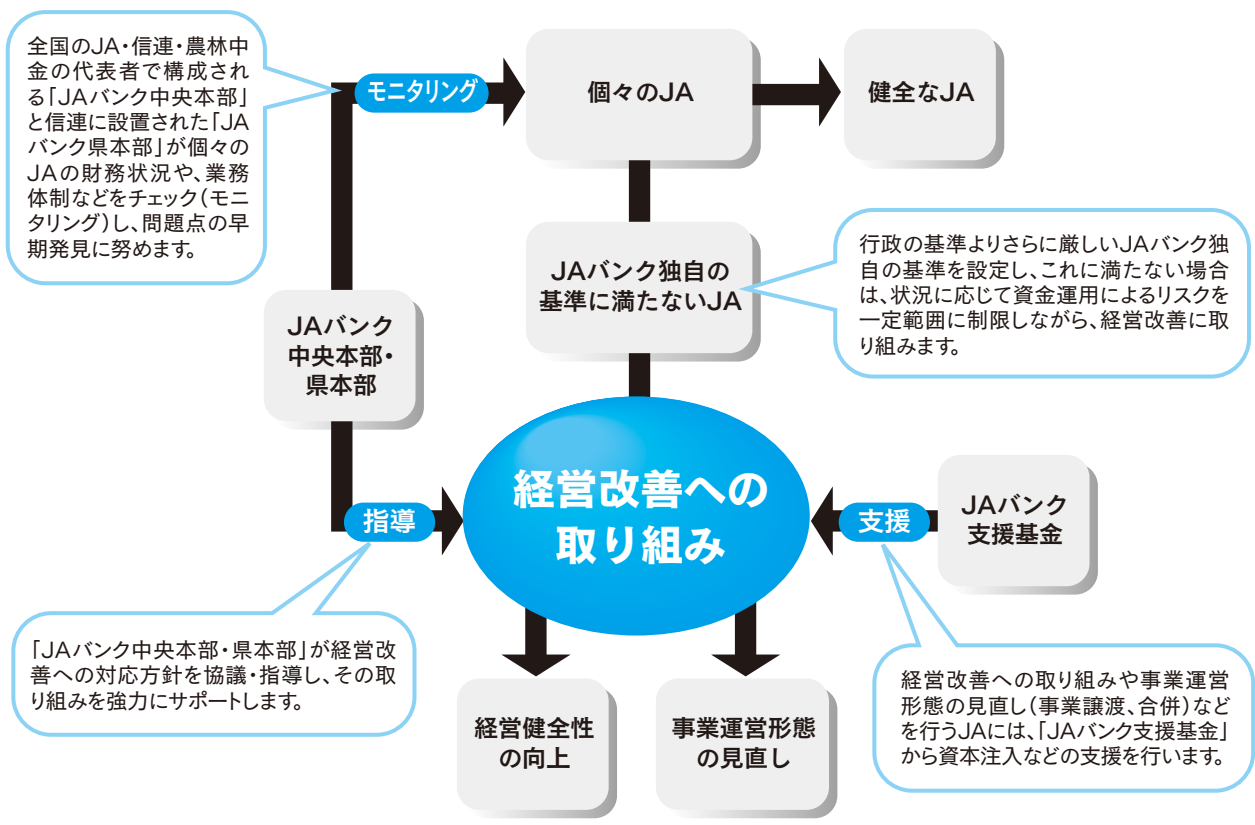 全国のJA・信連・農林中
金の代表者で構成され
る「JAバンク中央本部」
と信連に設置された「JA
バンク県本部」が個々の
JAの財務状況や、業務
体制などをチェック(モニ
タリング)し、問題点の早
期発見に努めます。
モニタリング
個々のJA
健全なJA
JAバンク独自の
基準に満たないJA
行政の基準よりさらに厳しいJAバンク独
自の基準を設定し、これに満たない場合
は、状況に応じて資金運用によるリスクを
一定範囲に制限しながら、経営改善に取
り組みます。
JAバンク
中央本部・
県本部
経営改善への
取り組み
指導
支援
JAバンク
支援基金
「JAバンク中央本部・県本部」が経営改
善への対応方針を協議・指導し、その取
り組みを強力にサポートします。
経営健全性
の向上
事業運営形態
の見直し
経営改善への取り組みや事業運営
形態の見直し(事業譲渡、合併)など
を行うJAには、「JAバンク支援基金」
から資本注入などの支援を行います。